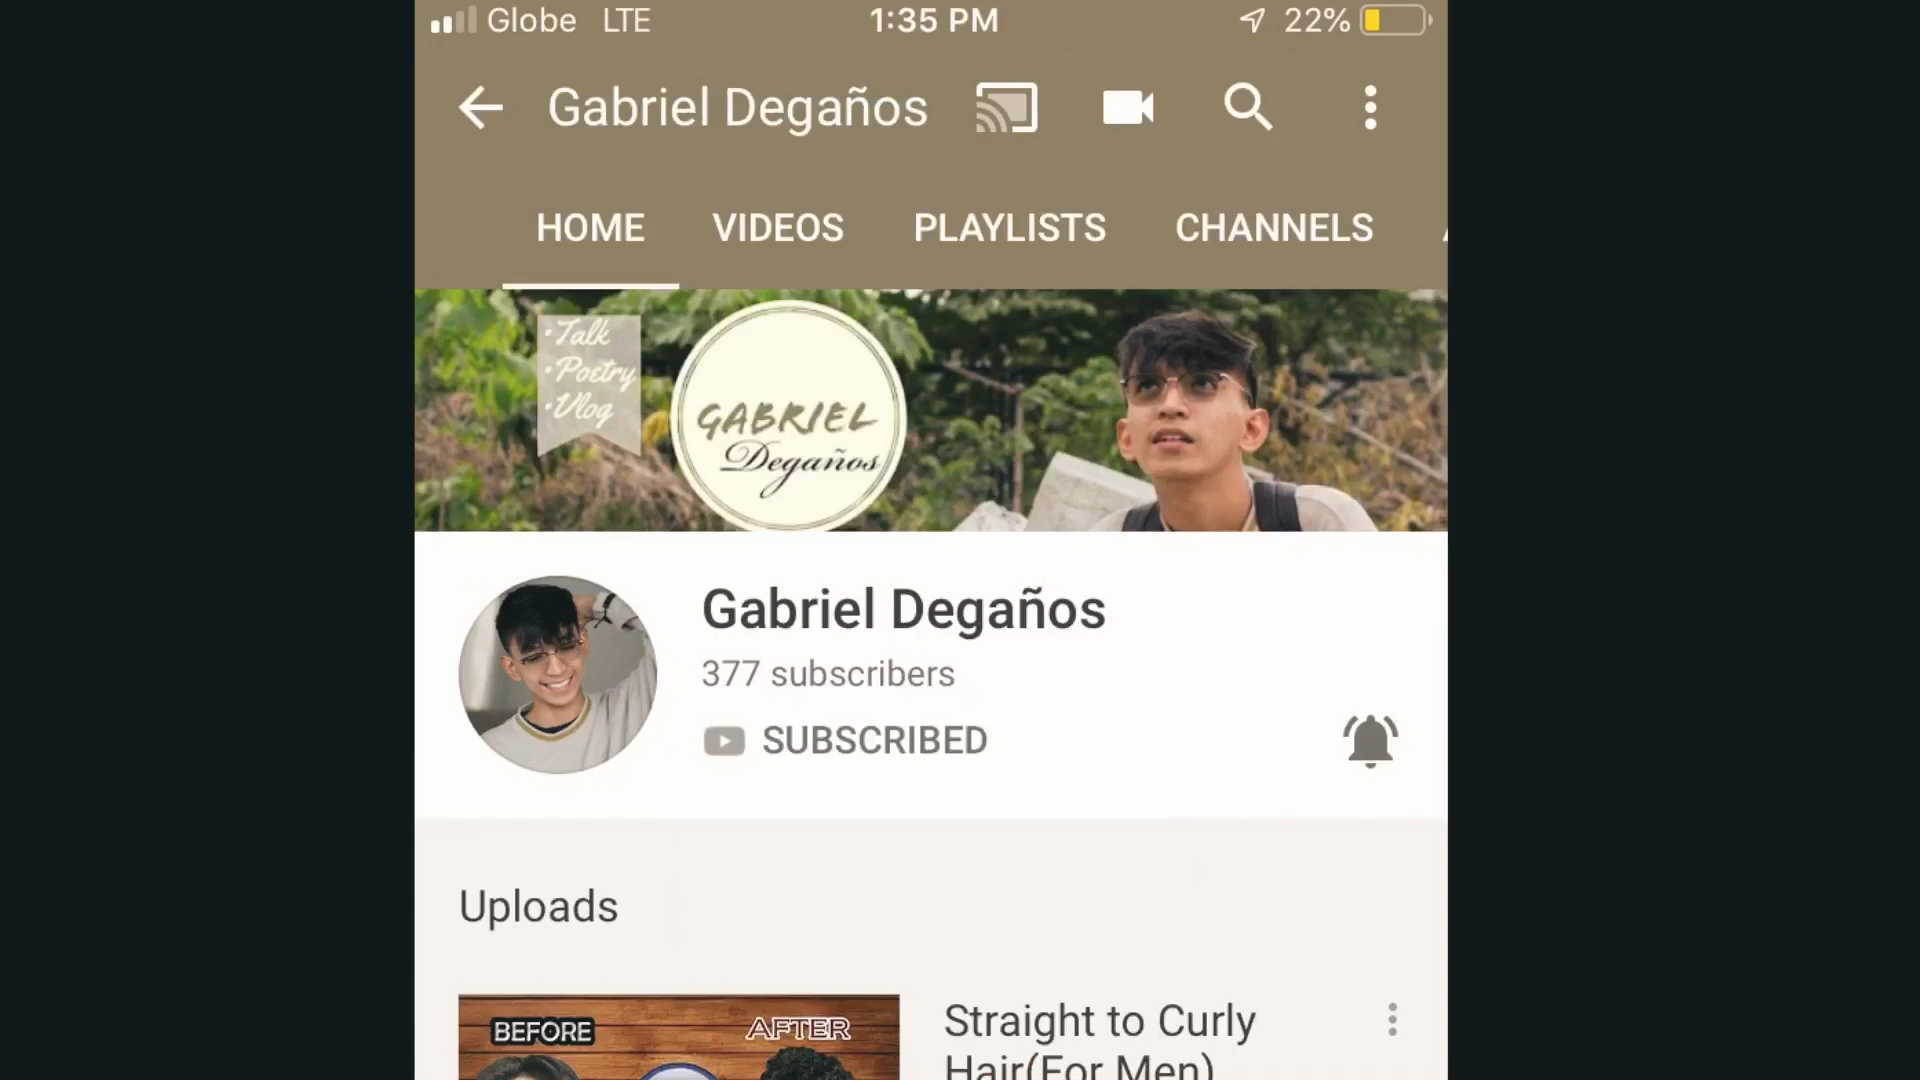 Globe LTE 1:35 PM 22%
Gabriel Degaños
HOME VIDEOS PLAYLISTS CHANNELS
·Talk
·Poetry
·Vlog
GABRIEL
Degaños
Gabriel Degaños
377 subscribers
SUBSCRIBED
Uploads
BEFORE AFTER
Straight to Curly
Hair(For Men)